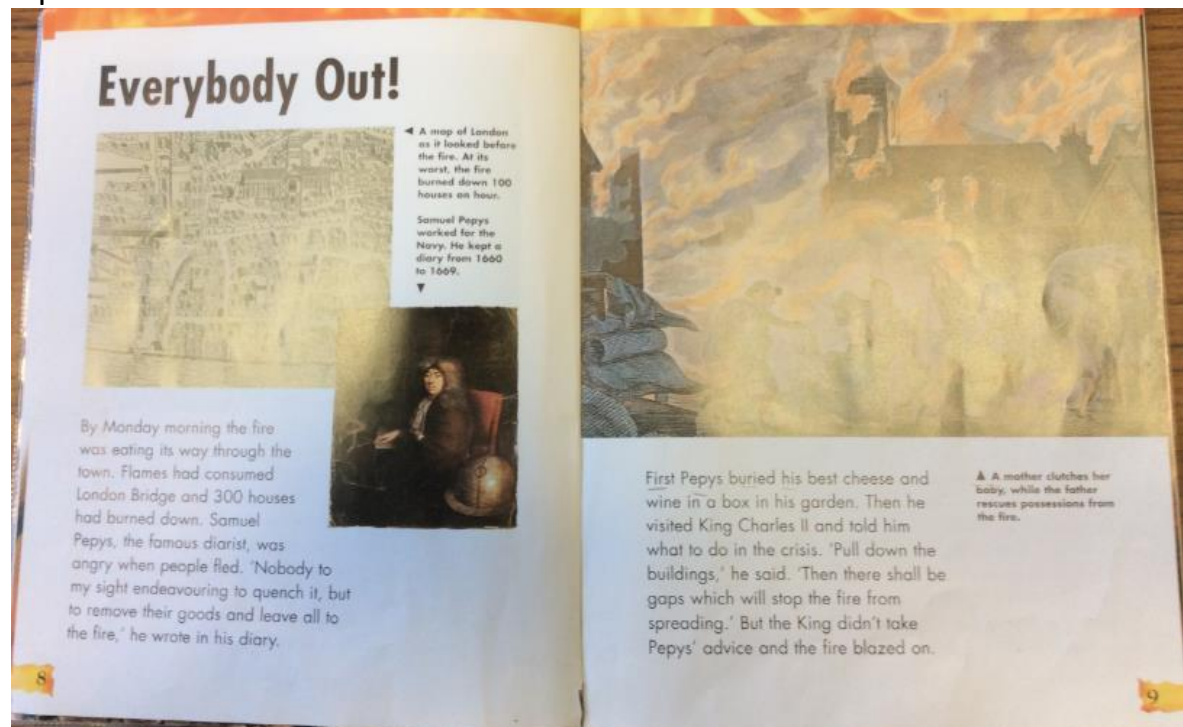 Everybody Out!
◄ A map of London
as it looked before
the fire. At its
worst, the fire
burned down 100
houses an hour.
Samuel Pepys
worked for the
Navy. He kept a
diary from 1660
to 1669.
▼
By Monday morning the fire
was eating its way through the
town. Flames had consumed
London Bridge and 300 houses
had burned down. Samuel
Pepys, the famous diarist, was
angry when people fled. 'Nobody to
my sight endeavouring to quench it, but
to remove their goods and leave all to
the fire,' he wrote in his diary.
8
First Pepys buried his best cheese and
wine in a box in his garden. Then he
visited King Charles II and told him
what to do in the crisis. 'Pull down the
buildings,' he said. 'Then there shall be
gaps which will stop the fire from
spreading.' But the King didn't take
Pepys' advice and the fire blazed on.
▲ A mother clutches her
baby, while the father
rescues possessions from
the fire.
9